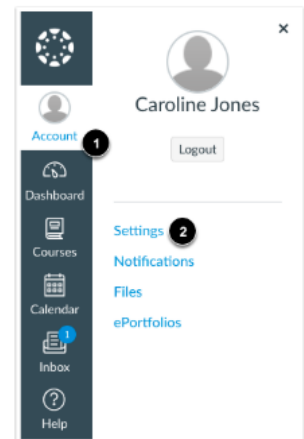 Account
1
Dashboard
Courses
Calendar
1
Inbox
Help
×
Caroline Jones
Logout
Settings 2
Notifications
Files
ePortfolios